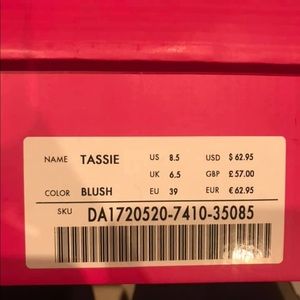 NAME TASSIE US 8.5 USD $ 62.95
UK 6.5 GBP £ 57.00
COLOR BLUSH EU 39 EUR € 62.95
SKU DA1720520-7410-35085